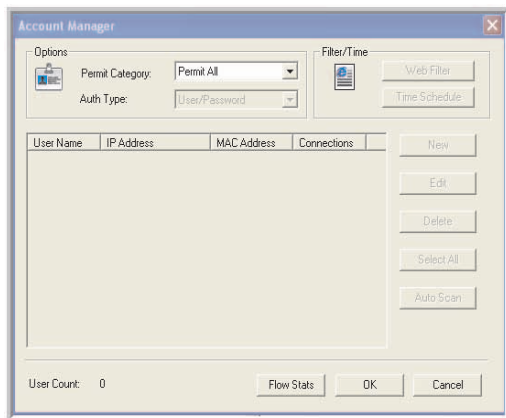 Account Manager
Options
Permit Category: Permit All
Auth Type: User/Password
Filter/Time
Web Filter
Time Schedule
User Name IP Address MAC Address Connections
New
Edit
Delete
Select All
Auto Scan
User Count: 0
Flow Stats OK Cancel